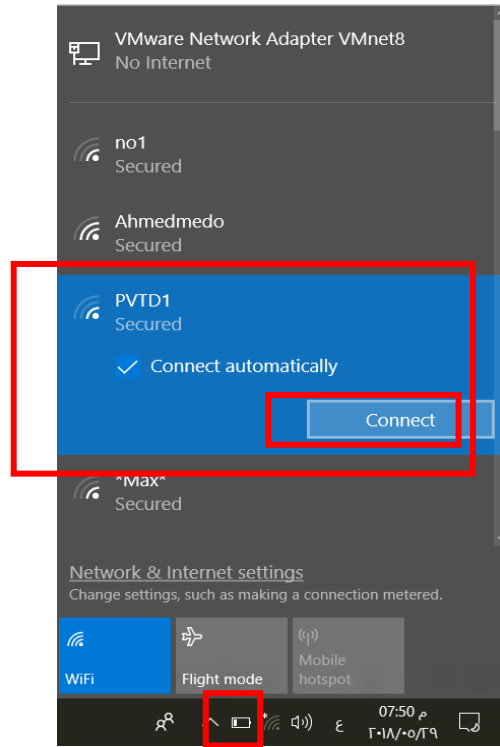 VMware Network Adapter VMnet8
No Internet
no1
Secured
Ahmedmedo
Secured
PVTD1
Secured
Connect automatically
Connect
*Max*
Secured
Network & Internet settings
Change settings, such as making a connection metered.
WiFi
Flight mode
Mobile
hotspot
ع
07:50 م
٢٠١٨/٠٥/٢٩